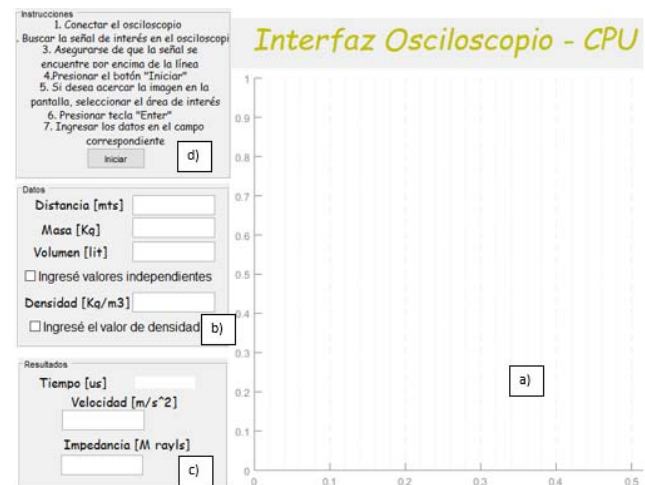 Instrucciones
1. Conectar el osciloscopio
. Buscar la señal de interés en el osciloscopi
3. Asegurarse de que la señal se
encuentre por encima de la línea
4.Presionar el botón "Iniciar"
5. Si desea acercar la imagen en la
pantalla, seleccionar el área de interés
6. Presionar tecla "Enter"
7. Ingresar los datos en el campo
correspondiente
Iniciar
d)
Datos
Distancia [mts]
Masa [Kg]
Volumen [lit]
Ingresé valores independientes
Densidad [Kg/m3]
Ingresé el valor de densidad
b)
Resultados
Tiempo [us]
Velocidad [m/s^2]
Impedancia [M rayls]
c)
Interfaz Osciloscopio - CPU
1
0.9
0.8
0.7
0.6
0.5
0.4
0.3
0.2
0.1
0
a)
0 0.1 0.2 0.3 0.4 0.5